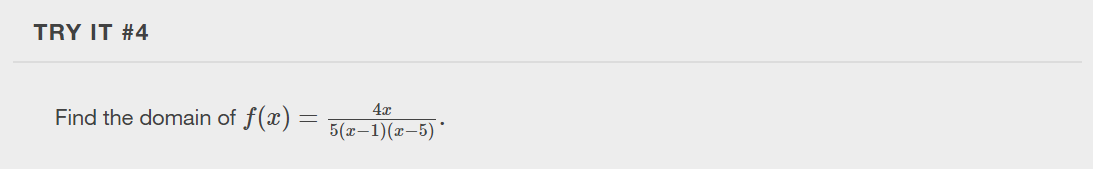 TRY IT #4
Find the domain of f(x) = 4x / 5(x−1)(x−5).